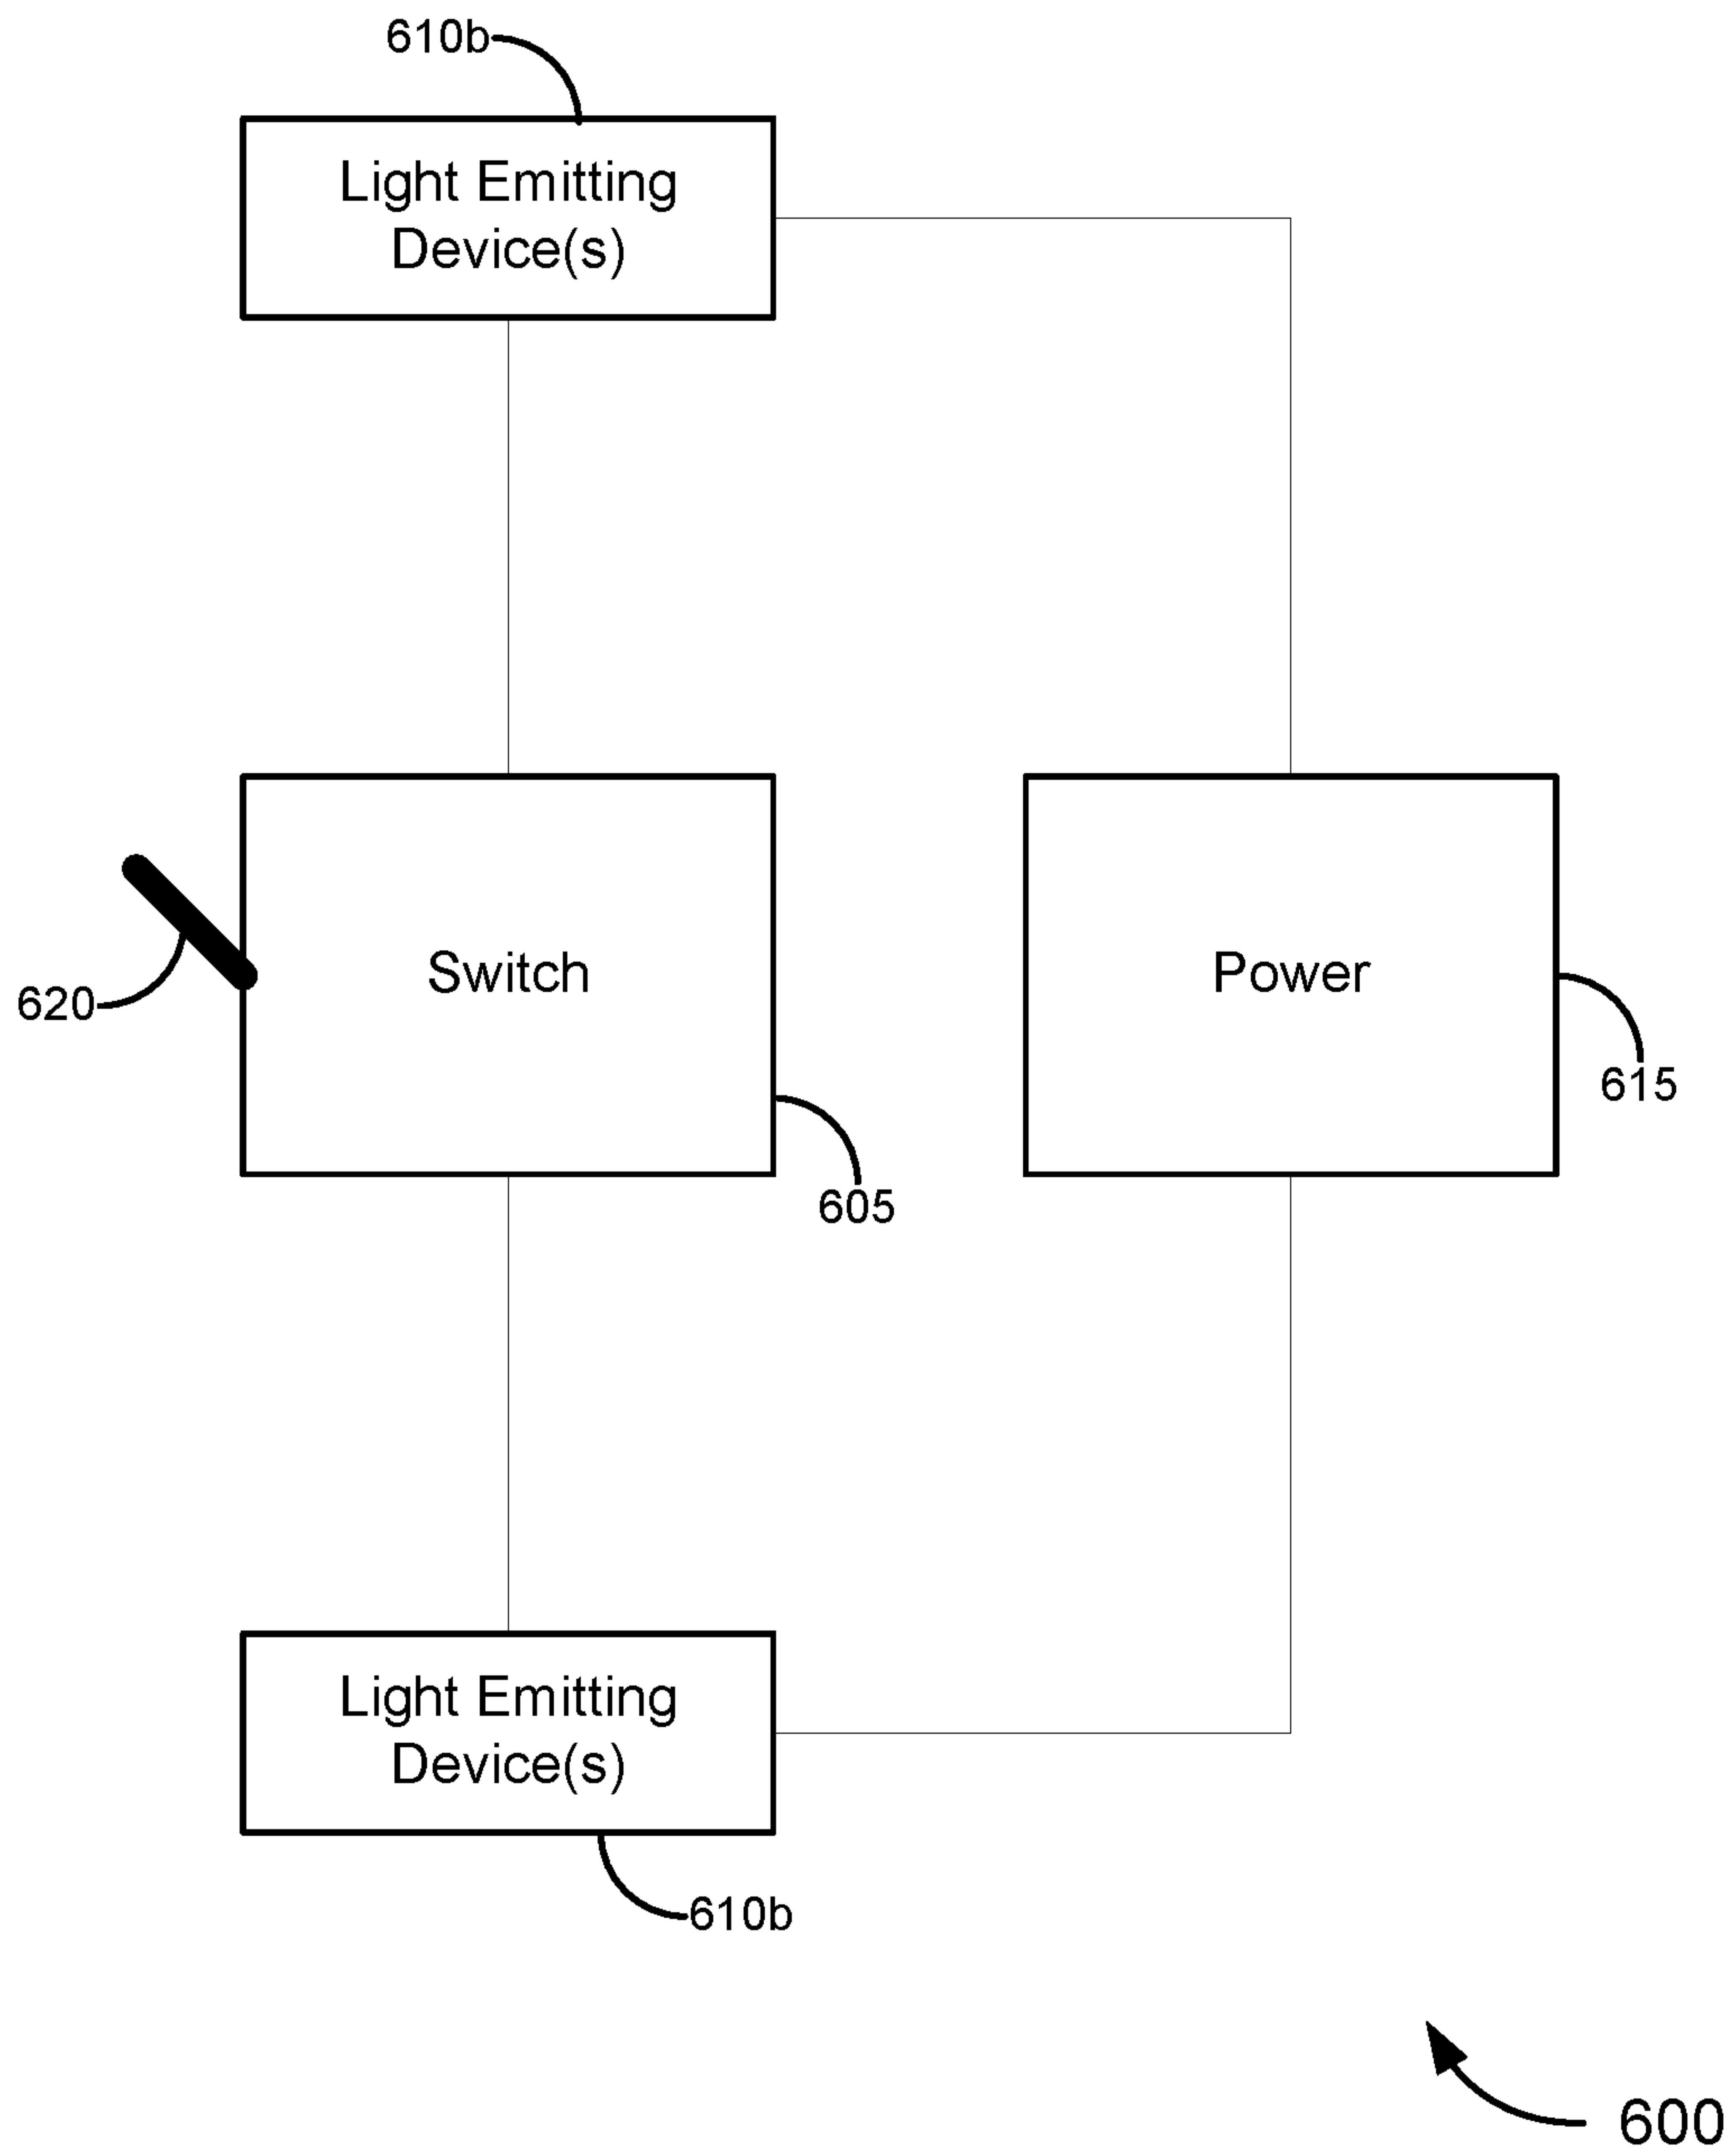 610b
Light Emitting
Device(s)
Switch
Power
620
615
605
Light Emitting
Device(s)
610b
600